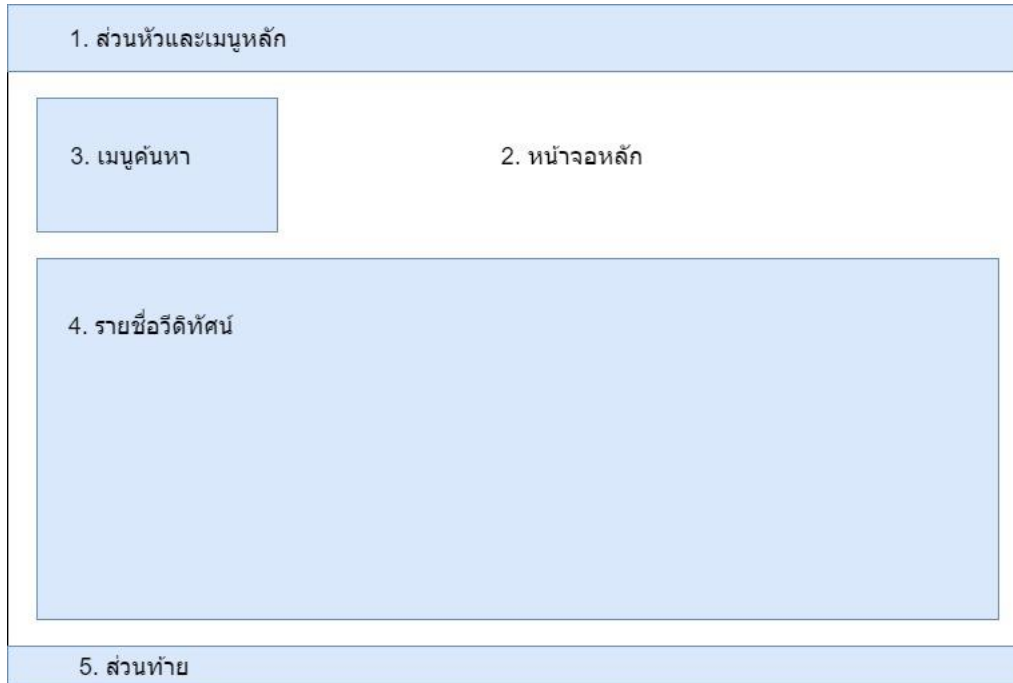 1. ส่วนหัวและเมนูหลัก
3. เมนูค้นหา
2. หน้าจอหลัก
4. รายชื่อวีดิทัศน์
5. ส่วนท้าย